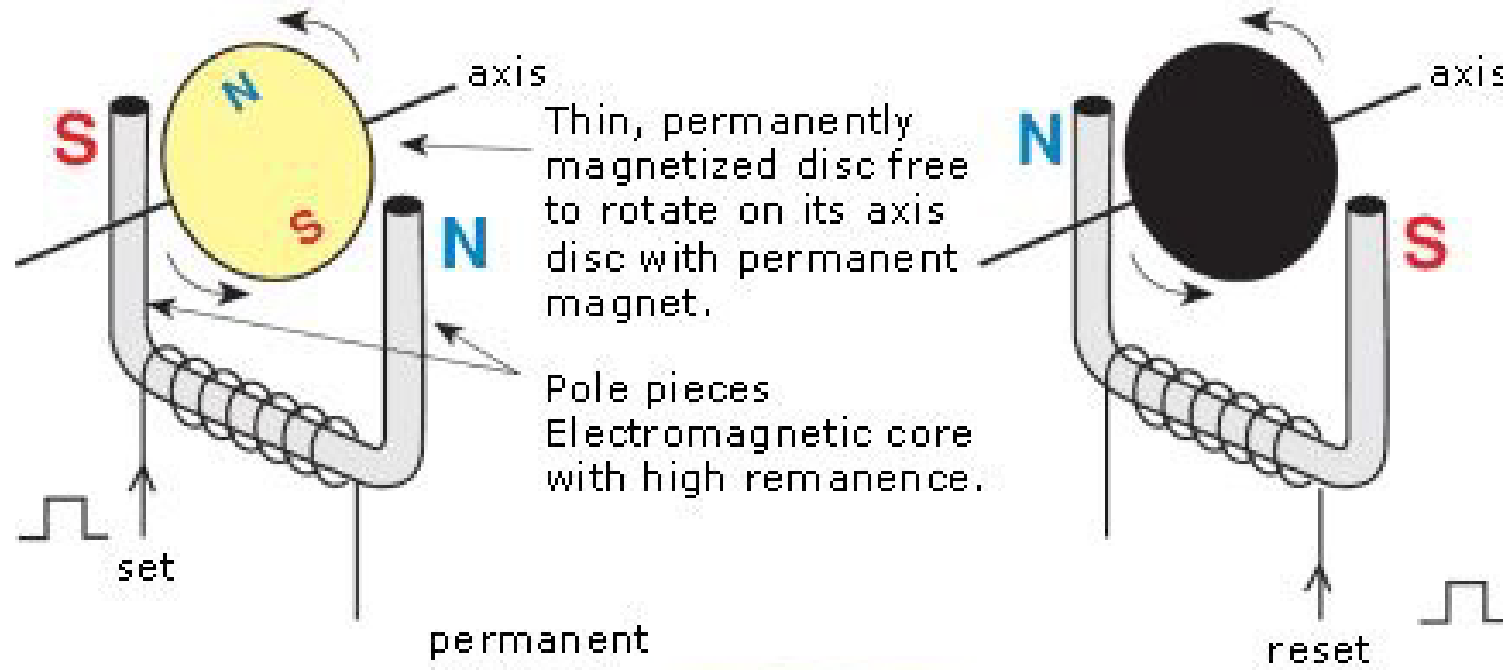 N
S
S
N
axis
Thin, permanently
magnetized disc free
to rotate on its axis
disc with permanent
magnet.
Pole pieces
Electromagnetic core
with high remanence.
set
permanent
N
S
axis
reset